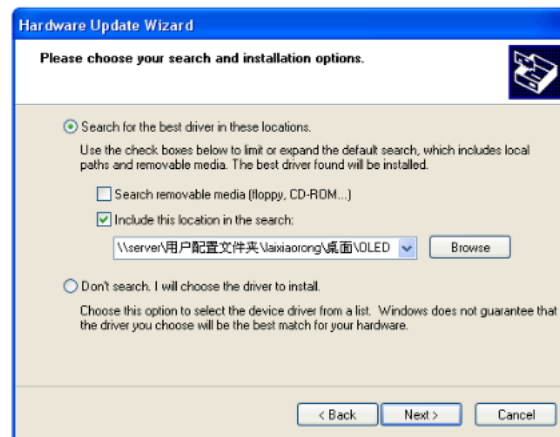 Hardware Update Wizard
Please choose your search and installation options.
Search for the best driver in these locations.
Use the check boxes below to limit or expand the default search, which includes local
paths and removable media. The best driver found will be installed.
Search removable media (floppy, CD-ROM...)
Include this location in the search:
\\server\用户配置文件夹\laixiaorong\桌面\OLED
Browse
Don't search. I will choose the driver to install.
Choose this option to select the device driver from a list. Windows does not guarantee that
the driver you choose will be the best match for your hardware.
< Back
Next >
Cancel